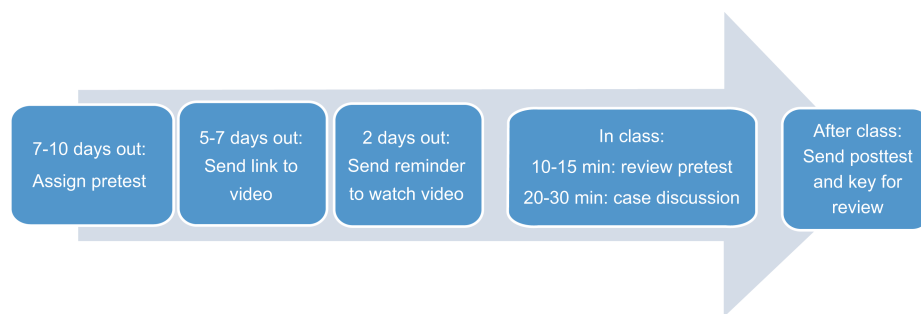 7-10 days out:
Assign pretest
5-7 days out:
Send link to
video
2 days out:
Send reminder
to watch video
In class:
10-15 min: review pretest
20-30 min: case discussion
After class:
Send posttest
and key for
review